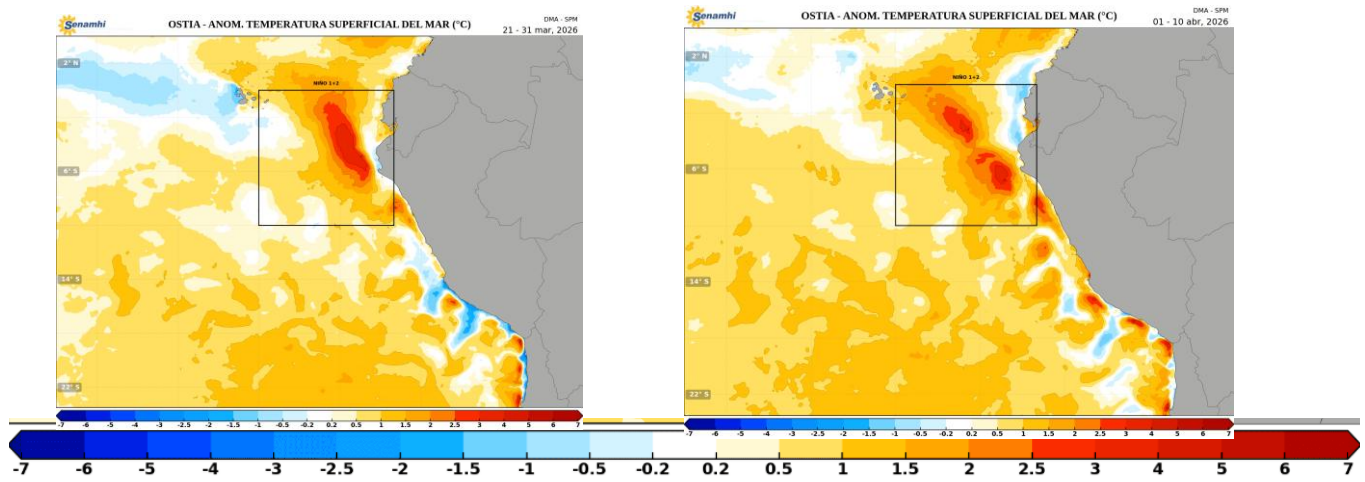 Senamhi
OSTIA - ANOM. TEMPERATURA SUPERFICIAL DEL MAR (°C)
DMA - SPM
21 - 31 mar, 2026
2° N
NIÑO 1+2
6° S
14° S
22° S
-7 -6 -5 -4 -3 -2.5 -2 -1.5 -1 -0.5 -0.2 0.2 0.5 1 1.5 2 2.5 3 4 5 6 7
Senamhi
OSTIA - ANOM. TEMPERATURA SUPERFICIAL DEL MAR (°C)
DMA - SPM
01 - 10 abr, 2026
2° N
NIÑO 1+2
6° S
14° S
22° S
-7 -6 -5 -4 -3 -2.5 -2 -1.5 -1 -0.5 -0.2 0.2 0.5 1 1.5 2 2.5 3 4 5 6 7
-7 -6 -5 -4 -3 -2.5 -2 -1.5 -1 -0.5 -0.2 0.2 0.5 1 1.5 2 2.5 3 4 5 6 7